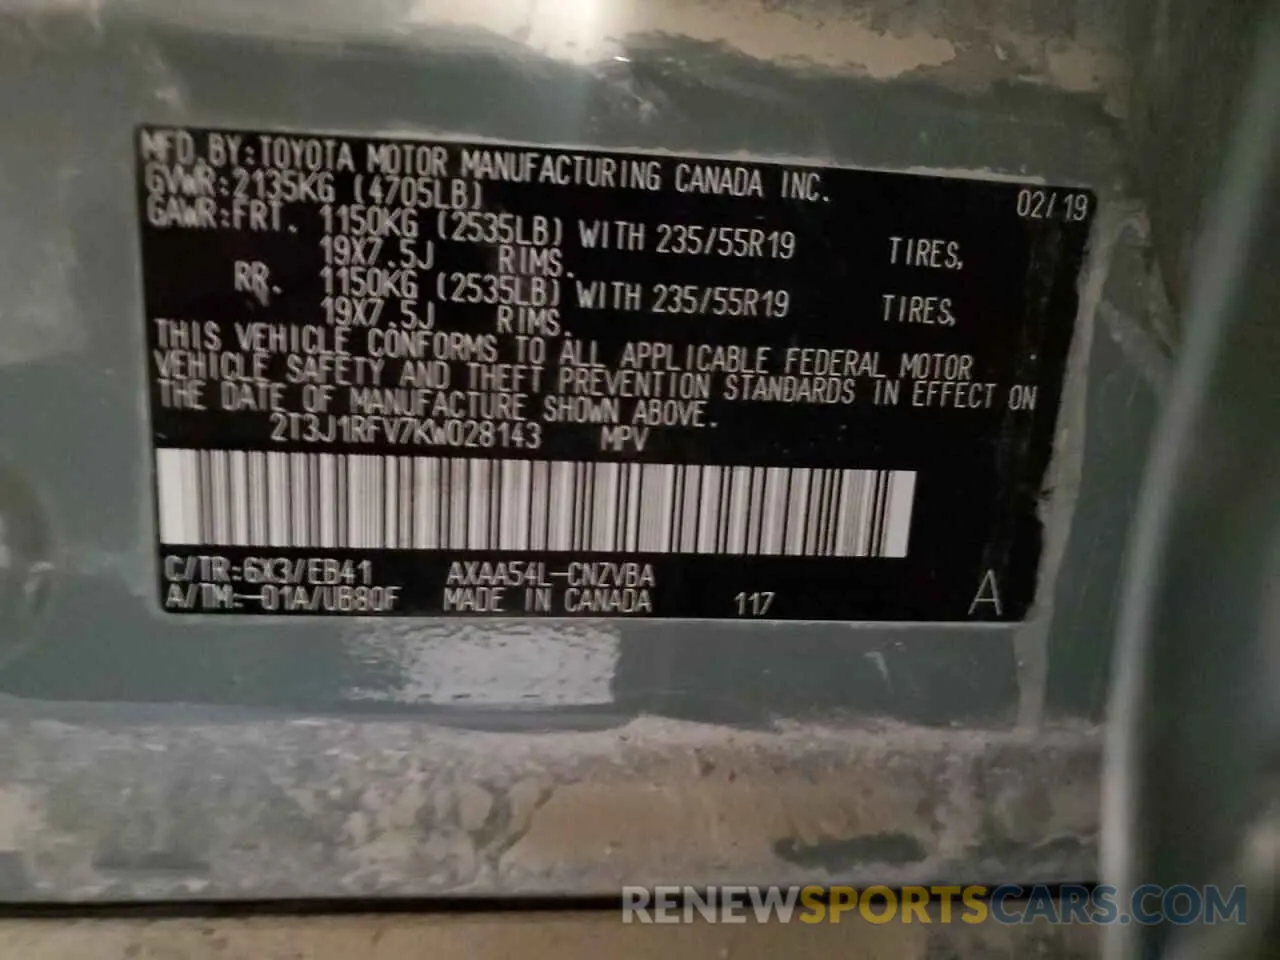 MFD.BY:TOYOTA MOTOR MANUFACTURING CANADA INC. 02/19
GVWR:2135KG (4705LB)
GAWR:FRT. 1150KG (2535LB) WITH 235/55R19 TIRES,
19X7.5J RIMS.
RR. 1150KG (2535LB) WITH 235/55R19 TIRES,
19X7.5J RIMS.
THIS VEHICLE CONFORMS TO ALL APPLICABLE FEDERAL MOTOR
VEHICLE SAFETY AND THEFT PREVENTION STANDARDS IN EFFECT ON
THE DATE OF MANUFACTURE SHOWN ABOVE.
2T3J1RFV7KW028143 MPV
C/TR:6X3/EB41 AXAA54L-CNZVBA
A/TM:-01A/UB80F MADE IN CANADA 117 A
RENEWSPORTSCARS.COM